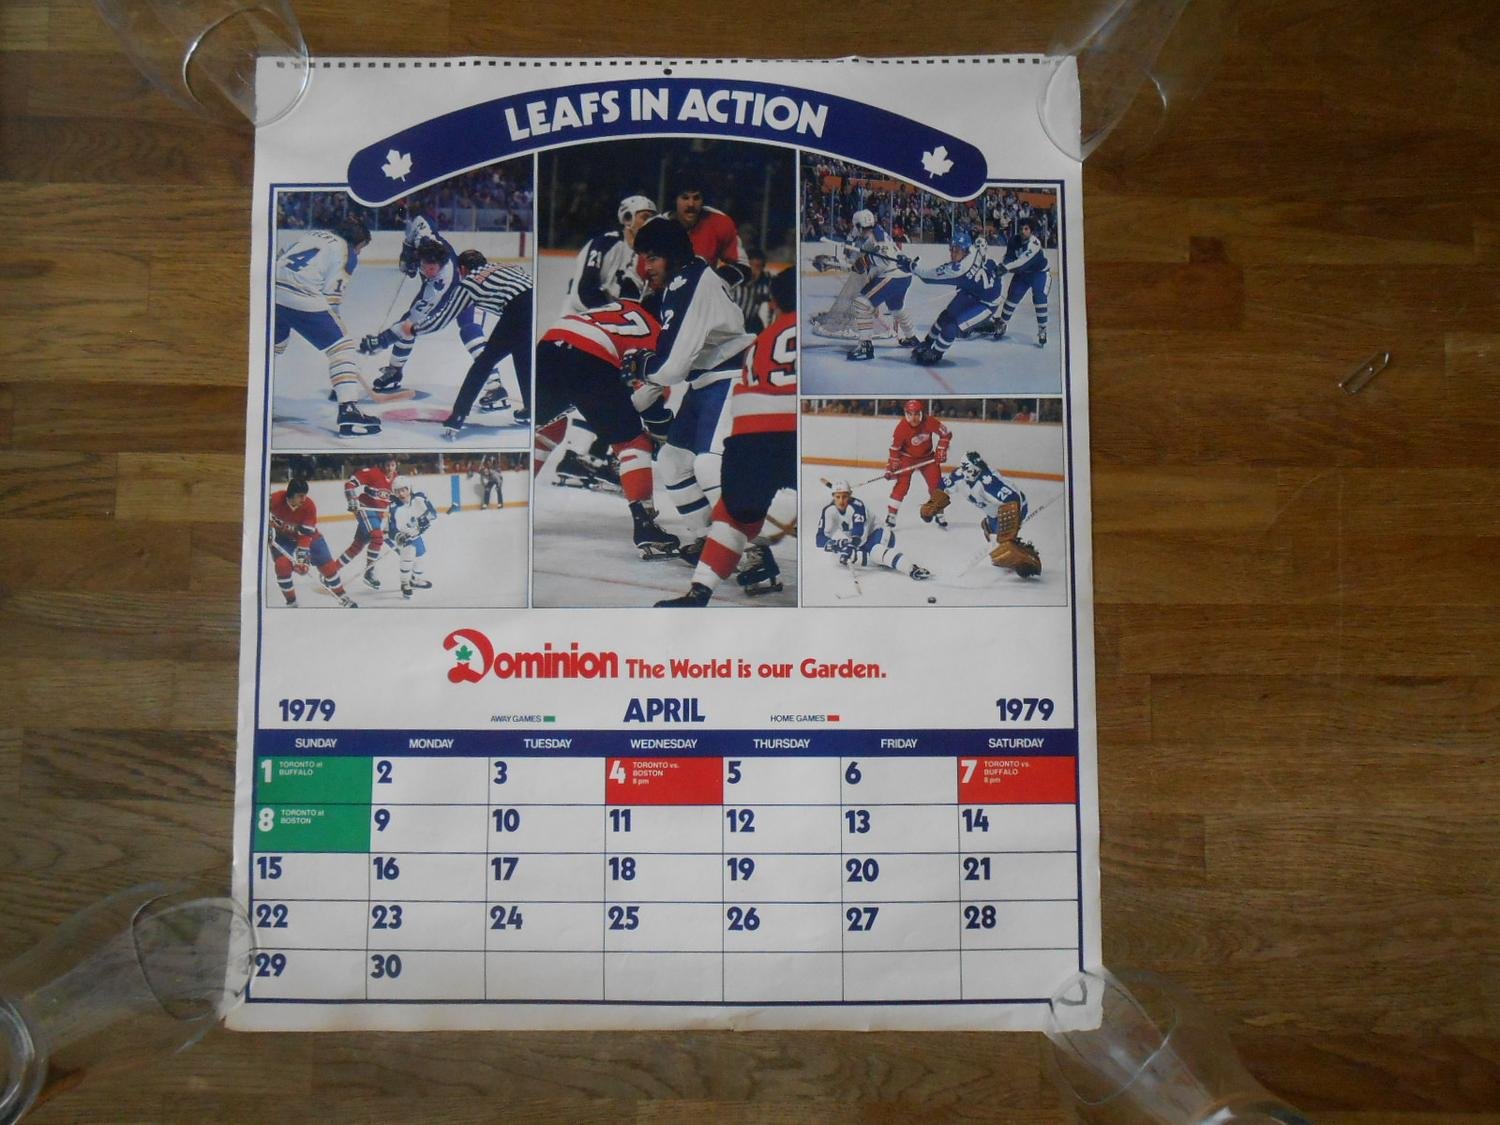 LEAFS IN ACTION
Dominion The World is our Garden.
1979 AWAY GAMES APRIL HOME GAMES 1979
SUNDAY MONDAY TUESDAY WEDNESDAY THURSDAY FRIDAY SATURDAY
1 TORONTO at BUFFALO 2 3 4 TORONTO vs. BOSTON 8 pm 5 6 7 TORONTO vs. BUFFALO 8 pm
8 TORONTO at BOSTON 9 10 11 12 13 14
15 16 17 18 19 20 21
22 23 24 25 26 27 28
29 30